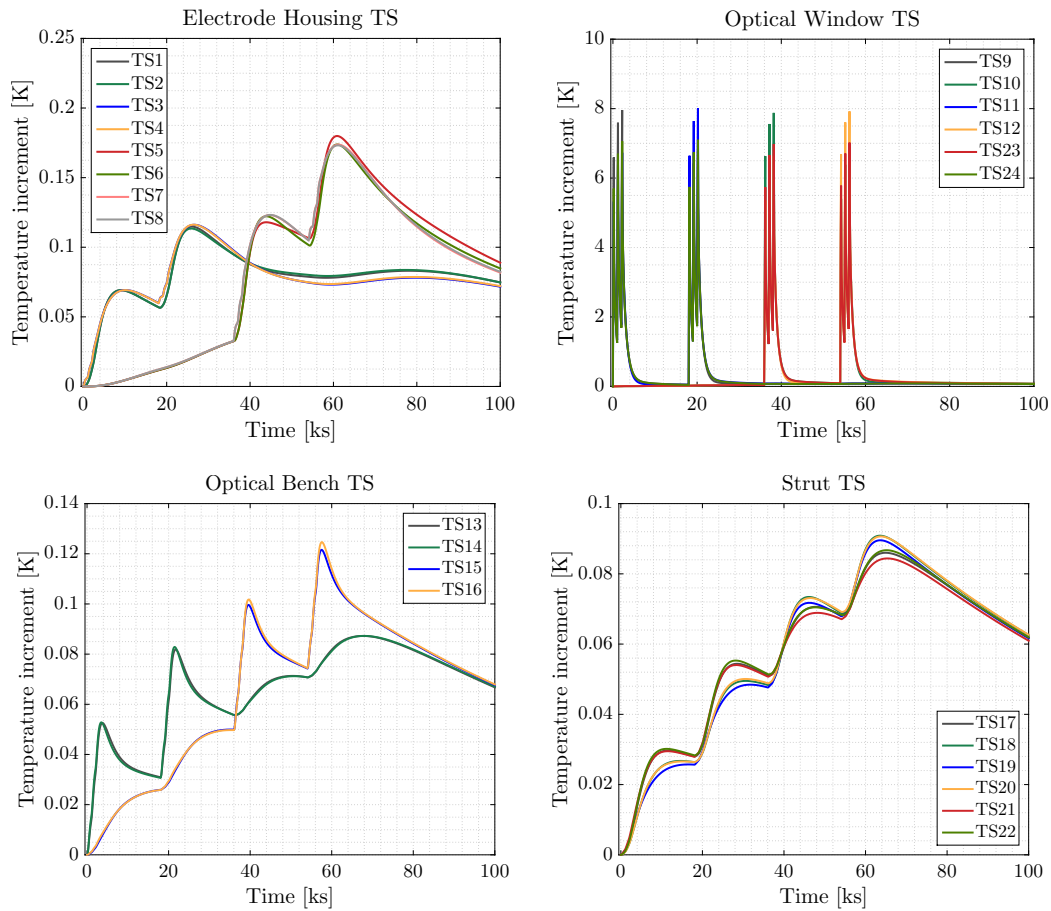 Electrode Housing TS
0.25
0.2
0.15
0.1
0.05
0
Temperature increment [K]
TS1
TS2
TS3
TS4
TS5
TS6
TS7
TS8
0 20 40 60 80 100
Time [ks]
Optical Window TS
10
8
6
4
2
0
Temperature increment [K]
TS9
TS10
TS11
TS12
TS23
TS24
0 20 40 60 80 100
Time [ks]
Optical Bench TS
0.14
0.12
0.1
0.08
0.06
0.04
0.02
0
Temperature increment [K]
TS13
TS14
TS15
TS16
0 20 40 60 80 100
Time [ks]
Strut TS
0.1
0.08
0.06
0.04
0.02
0
Temperature increment [K]
TS17
TS18
TS19
TS20
TS21
TS22
0 20 40 60 80 100
Time [ks]